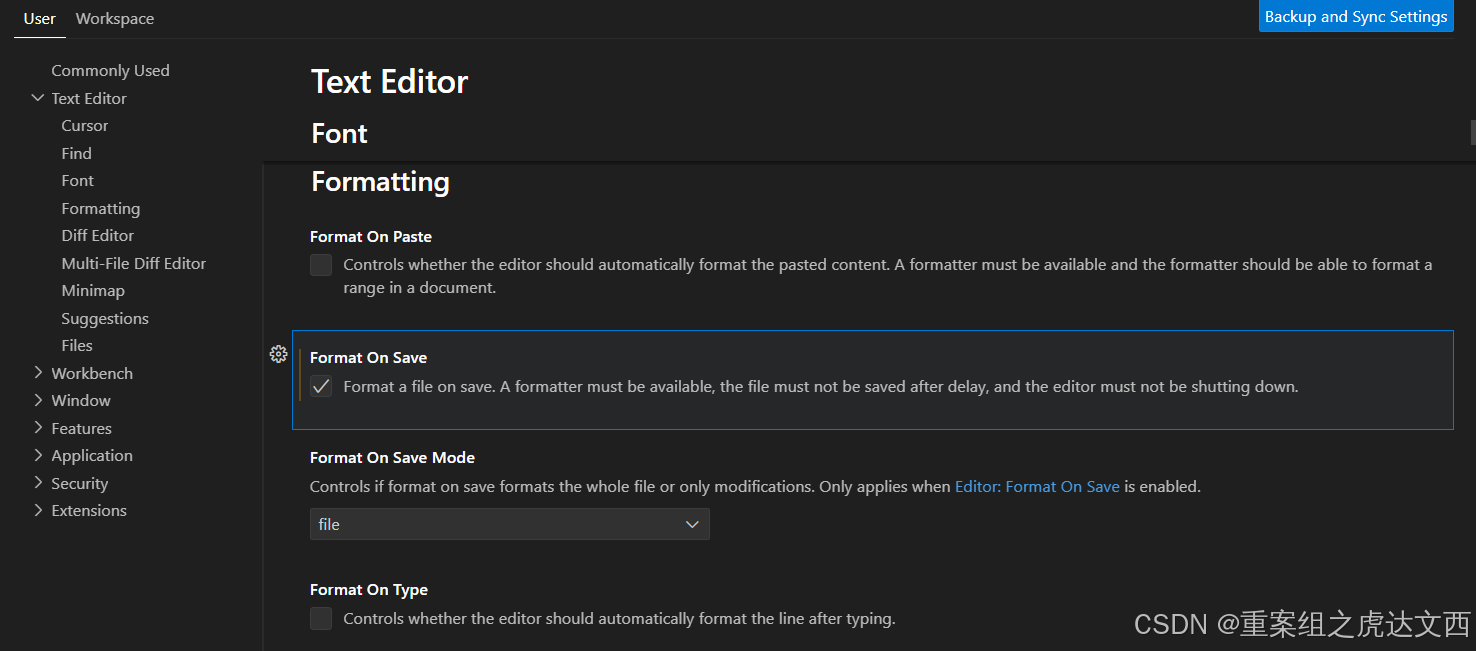 User Workspace
Backup and Sync Settings
Commonly Used
Text Editor
Cursor
Find
Font
Formatting
Diff Editor
Multi-File Diff Editor
Minimap
Suggestions
Files
Workbench
Window
Features
Application
Security
Extensions
Text Editor
Font
Formatting
Format On Paste
Controls whether the editor should automatically format the pasted content. A formatter must be available and the formatter should be able to format a
range in a document.
Format On Save
Format a file on save. A formatter must be available, the file must not be saved after delay, and the editor must not be shutting down.
Format On Save Mode
Controls if format on save formats the whole file or only modifications. Only applies when Editor: Format On Save is enabled.
file
Format On Type
Controls whether the editor should automatically format the line after typing.
CSDN @重案组之虎达文西